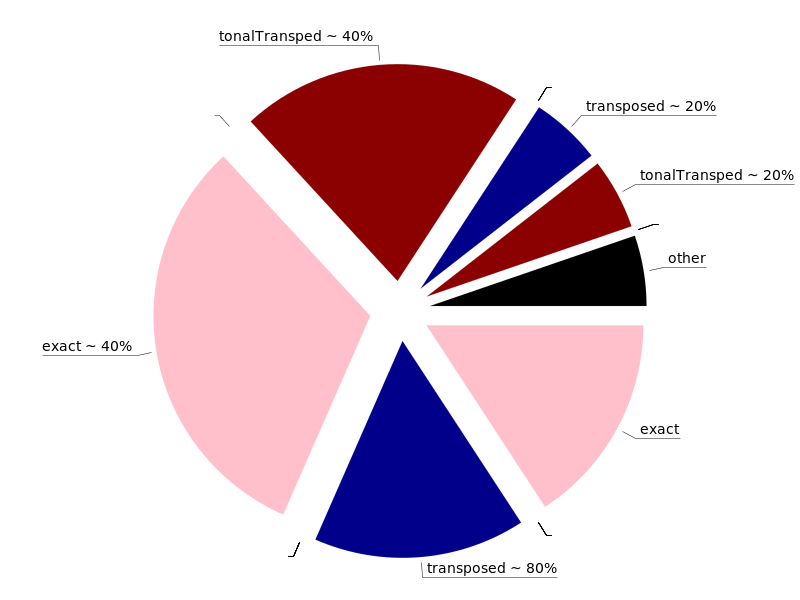 tonalTransped ~ 40%
transposed ~ 20%
tonalTransped ~ 20%
other
exact ~ 40%
exact
transposed ~ 80%